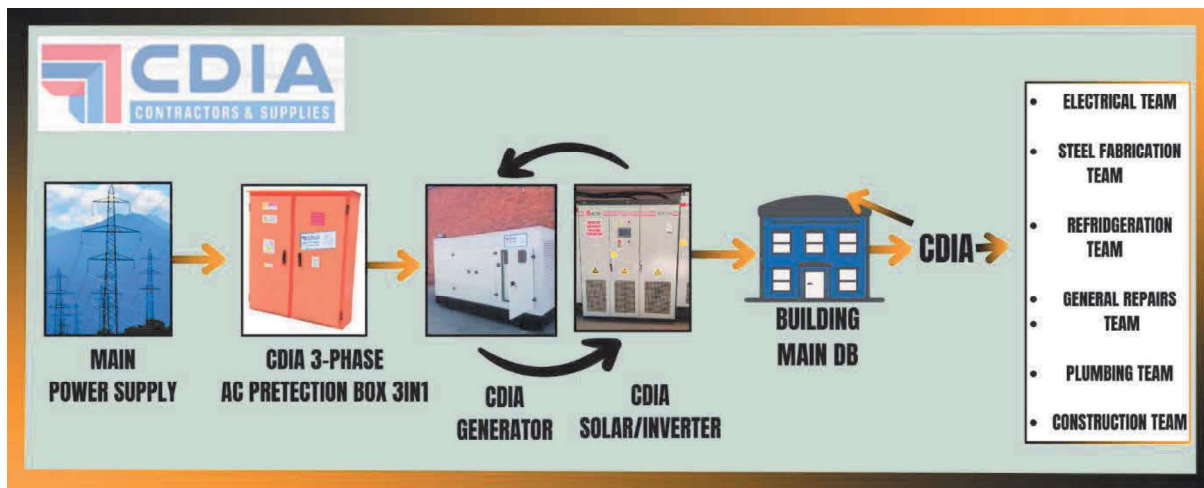 CDIA
CONTRACTORS & SUPPLIES
MAIN
POWER SUPPLY
CDIA 3-PHASE
AC PRETECTION BOX 3IN1
CDIA
GENERATOR
CDIA
SOLAR/INVERTER
BUILDING
MAIN DB
CDIA
• ELECTRICAL TEAM
• STEEL FABRICATION
TEAM
• REFRIDGERATION
TEAM
• GENERAL REPAIRS
• TEAM
• PLUMBING TEAM
• CONSTRUCTION TEAM